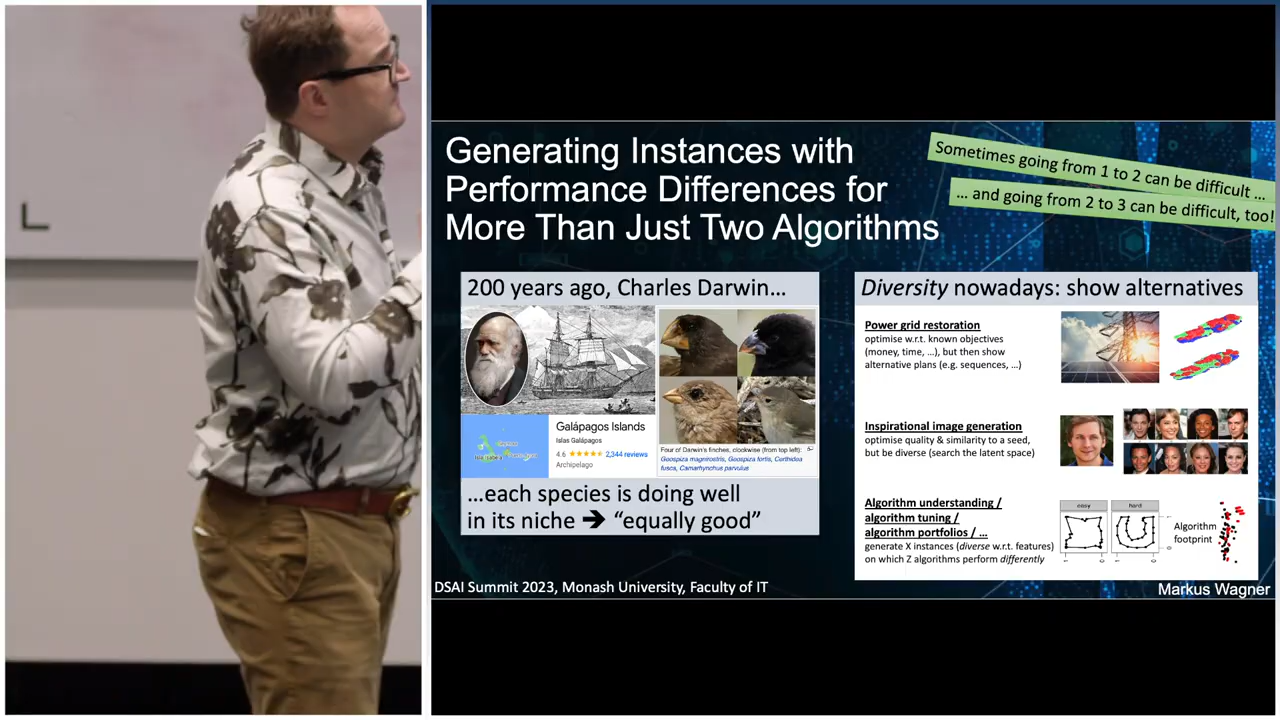 Generating Instances with
Performance Differences for
More Than Just Two Algorithms
Sometimes going from 1 to 2 can be difficult ...
... and going from 2 to 3 can be difficult, too!
200 years ago, Charles Darwin...
Galápagos Islands
Islas Galápagos
4.6 ★★★★★ 2,344 reviews
Archipelago
Four of Darwin's finches, clockwise (from top left):
Geospiza magnirostris, Geospiza fortis, Certhidea
fusca, Camarhynchus parvulus
...each species is doing well
in its niche ➔ "equally good"
Diversity nowadays: show alternatives
Power grid restoration
optimise w.r.t. known objectives
(money, time, ...), but then show
alternative plans (e.g. sequences, ...)
Inspirational image generation
optimise quality & similarity to a seed,
but be diverse (search the latent space)
Algorithm understanding /
algorithm tuning /
algorithm portfolios / ...
generate X instances (diverse w.r.t. features)
on which Z algorithms perform differently
easy
hard
Algorithm
footprint
DSAI Summit 2023, Monash University, Faculty of IT
Markus Wagner